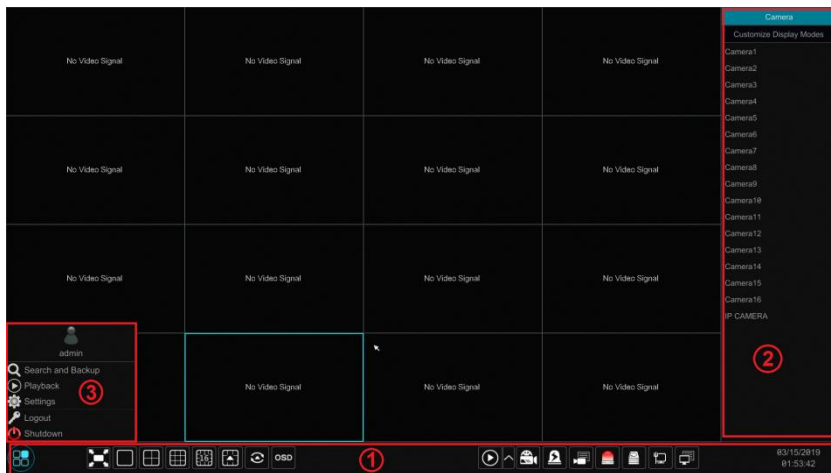 Camera
Customize Display Modes
No Video Signal No Video Signal No Video Signal No Video Signal
Camera1
Camera2
Camera3
Camera4
Camera5
Camera6
No Video Signal No Video Signal No Video Signal No Video Signal
Camera7
Camera8
Camera9
Camera10
Camera11
Camera12
Camera13
No Video Signal No Video Signal No Video Signal No Video Signal
Camera14
Camera15
Camera16
IP CAMERA
admin
Search and Backup
Playback
Settings
Logout
Shutdown
3
No Video Signal No Video Signal No Video Signal
2
16
OSD
1
03/15/2019
01:53:42